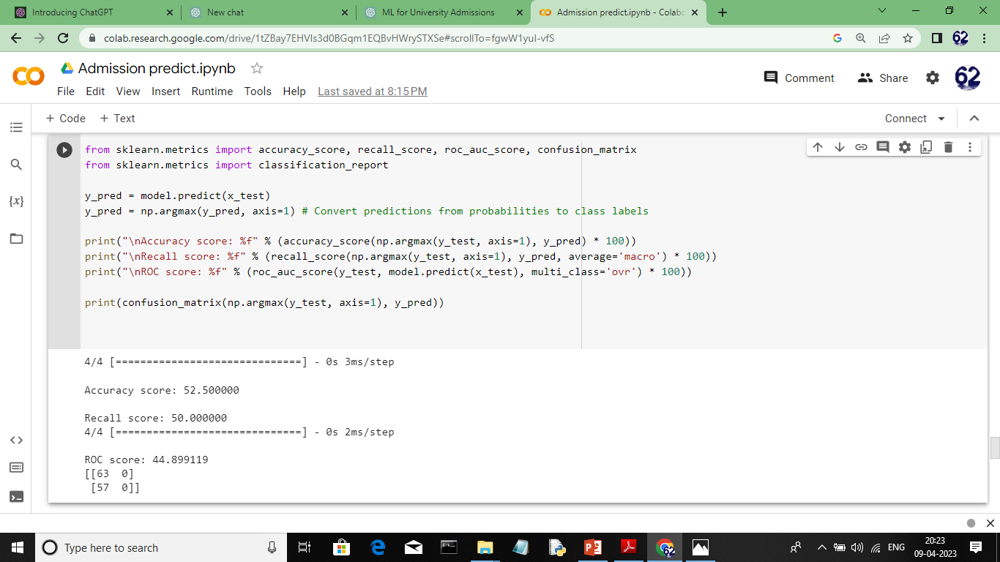 Introducing ChatGPT
New chat
ML for University Admissions
Admission predict.ipynb - Colabo
colab.research.google.com/drive/1tZBay7EHVIs3d0BGqm1EQBvHWrySTXSe#scrollTo=fgwW1yuI-vfS
62
CO Admission predict.ipynb
File Edit View Insert Runtime Tools Help Last saved at 8:15 PM
Comment Share 62
+ Code + Text
Connect
from sklearn.metrics import accuracy_score, recall_score, roc_auc_score, confusion_matrix
from sklearn.metrics import classification_report
y_pred = model.predict(x_test)
y_pred = np.argmax(y_pred, axis=1) # Convert predictions from probabilities to class labels
print("\nAccuracy score: %f" % (accuracy_score(np.argmax(y_test, axis=1), y_pred) * 100))
print("\nRecall score: %f" % (recall_score(np.argmax(y_test, axis=1), y_pred, average='macro') * 100))
print("\nROC score: %f" % (roc_auc_score(y_test, model.predict(x_test), multi_class='ovr') * 100))
print(confusion_matrix(np.argmax(y_test, axis=1), y_pred))
4/4 [==============================] - 0s 3ms/step
Accuracy score: 52.500000
Recall score: 50.000000
4/4 [==============================] - 0s 2ms/step
ROC score: 44.899119
[[63  0]
 [57  0]]
Type here to search
ENG
20:23
09-04-2023